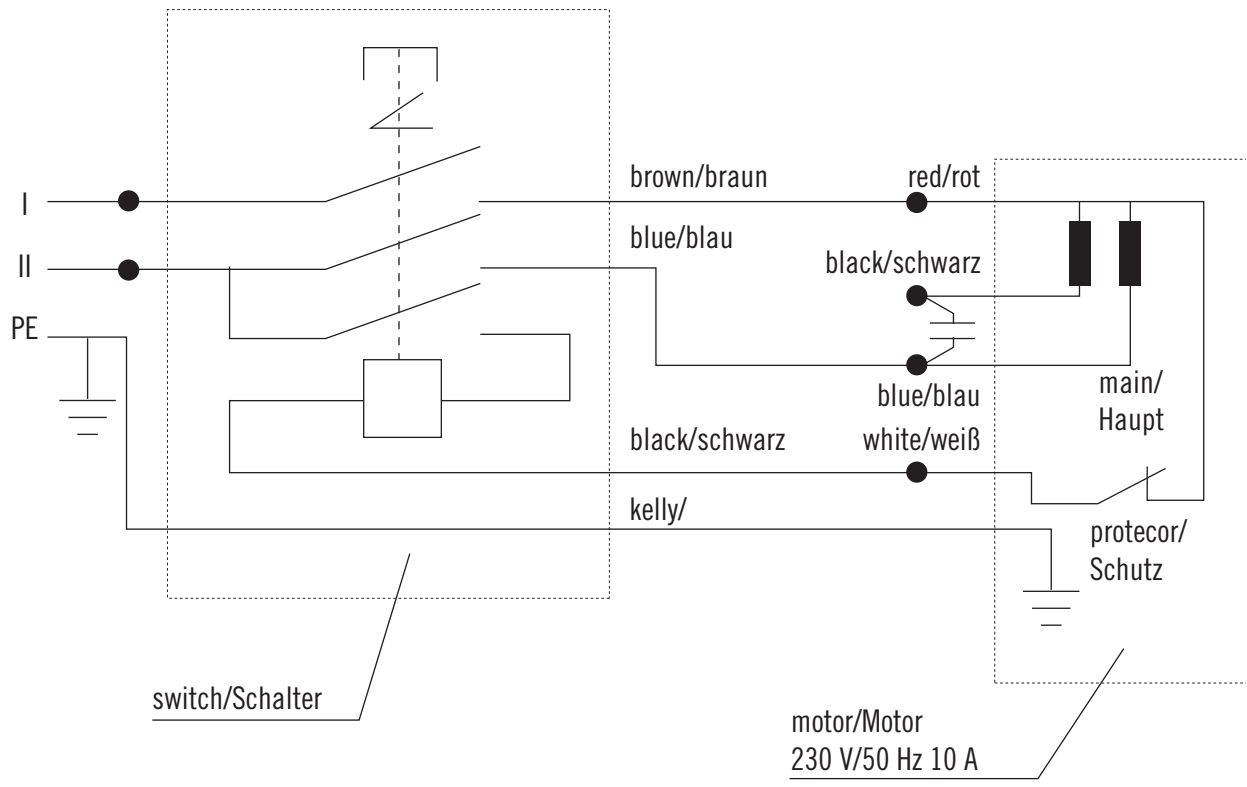 brown/braun
red/rot
I
blue/blau
II
black/schwarz
PE
blue/blau
main/
Haupt
black/schwarz
white/weiß
kelly/
protecor/
Schutz
switch/Schalter
motor/Motor
230 V/50 Hz 10 A